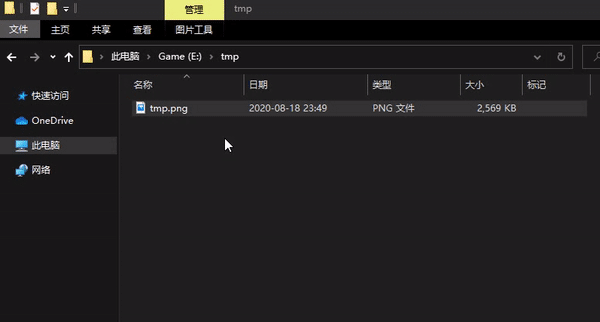 管理 tmp
文件 主页 共享 查看 图片工具
此电脑 Game (E:) tmp
名称 日期 类型 大小 标记
快速访问
tmp.png 2020-08-18 23:49 PNG 文件 2,569 KB
OneDrive
此电脑
网络